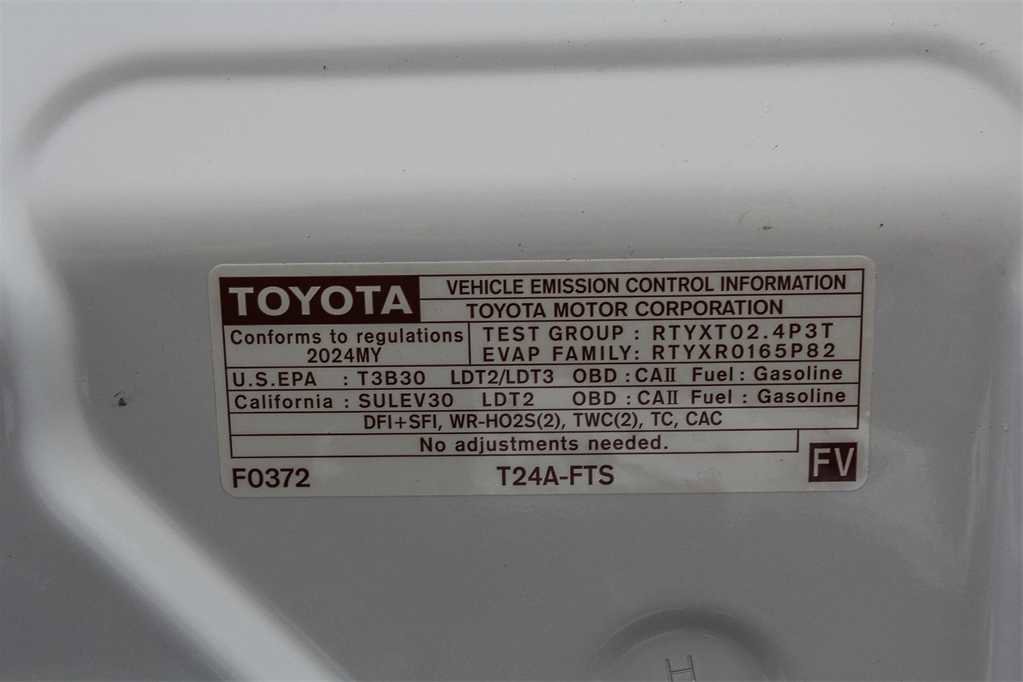 TOYOTA
VEHICLE EMISSION CONTROL INFORMATION
TOYOTA MOTOR CORPORATION
Conforms to regulations
2024MY
TEST GROUP : RTYXT02.4P3T
EVAP FAMILY: RTYXR0165P82
U.S.EPA : T3B30 LDT2/LDT3 OBD : CAII Fuel : Gasoline
California : SULEV30 LDT2 OBD : CAII Fuel : Gasoline
DFI+SFI, WR-HO2S(2), TWC(2), TC, CAC
No adjustments needed.
F0372 T24A-FTS FV